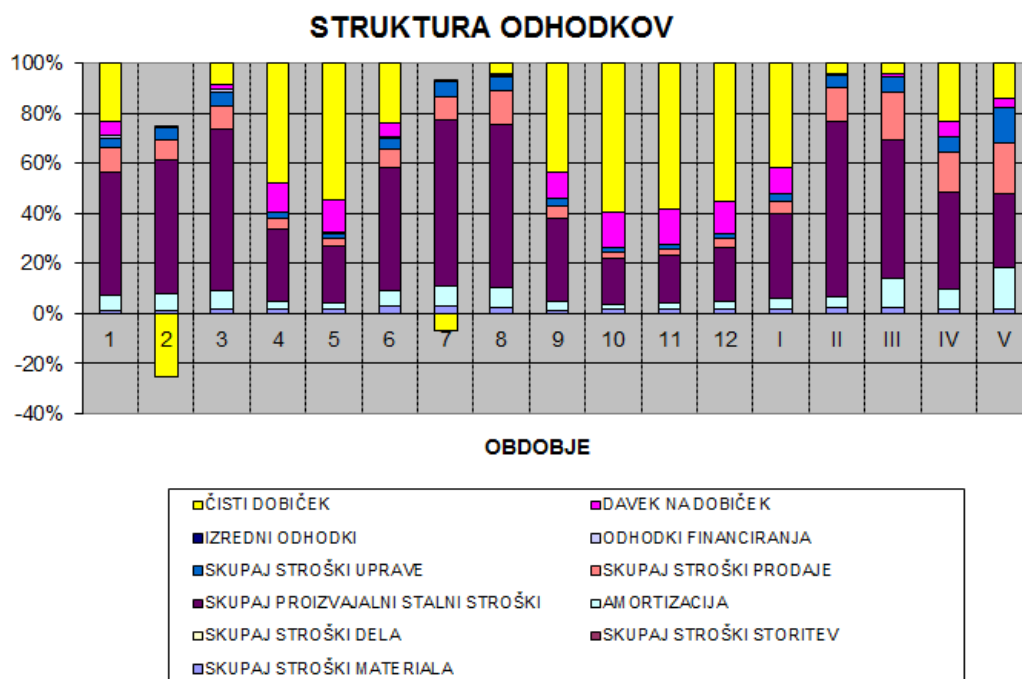 STRUKTURA ODHODKOV
100%
80%
60%
40%
20%
0%
-20%
-40%
1 2 3 4 5 6 7 8 9 10 11 12 I II III IV V
OBDOBJE
ČISTI DOBIČEK DAVEK NA DOBIČEK
IZREDNI ODHODKI ODHODKI FINANCIRANJA
SKUPAJ STROŠKI UPRAVE SKUPAJ STROŠKI PRODAJE
SKUPAJ PROIZVAJALNI STALNI STROŠKI AMORTIZACIJA
SKUPAJ STROŠKI DELA SKUPAJ STROŠKI STORITEV
SKUPAJ STROŠKI MATERIALA